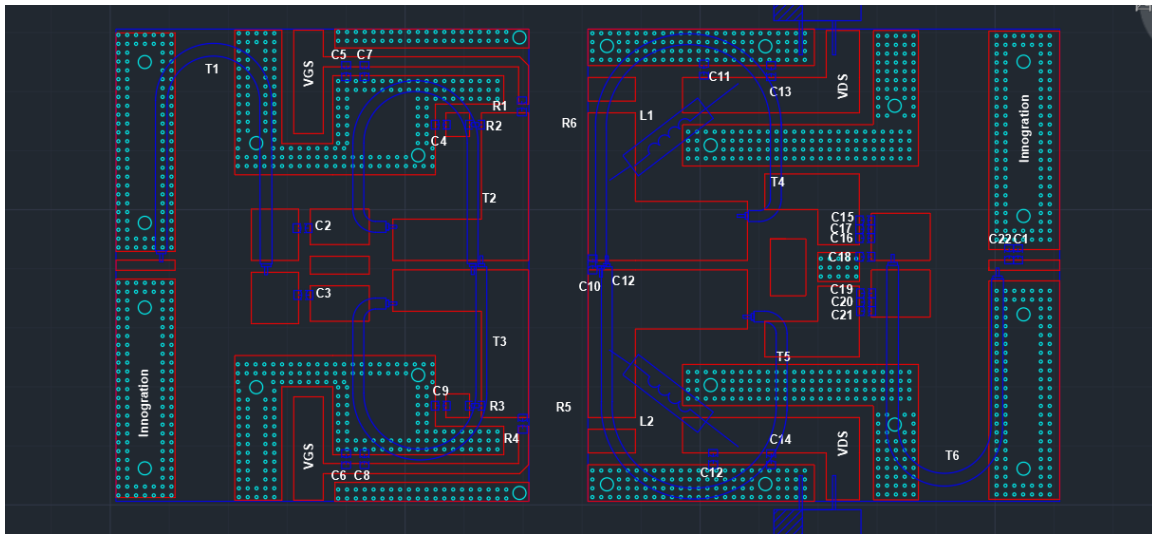 T1
VGS
C5
C7
R1
R2
C4
T2
C2
C3
T3
C9
R3
R4
VGS
C6
C8
Innogration
R6
L1
C11
C13
VDS
T4
C15
C17
C16
C18
C19
C20
C21
C10
C12
T5
R5
L2
C12
C14
VDS
T6
Innogration
C22
C1